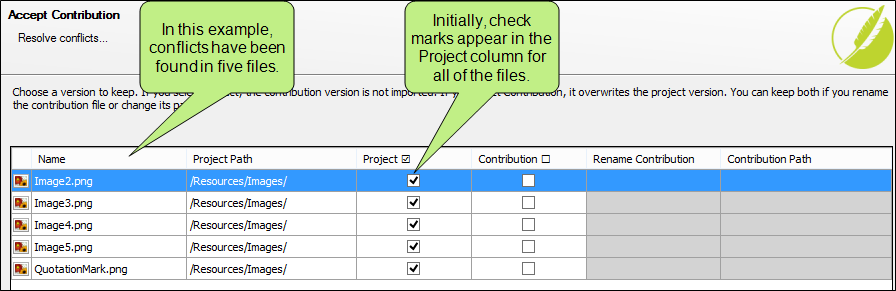 Accept Contribution
Resolve conflicts...
In this example,
conflicts have been
found in five files.
Initially, check
marks appear in the
Project column for
all of the files.
Choose a version to keep. If you sele ct, the contribution version is not imported. If ct Contribution, it overwrites the project version. You can keep both if you rename
the contribution file or change its pa
Name Project Path Project ☑ Contribution ☐ Rename Contribution Contribution Path
Image2.png /Resources/Images/
Image3.png /Resources/Images/
Image4.png /Resources/Images/
Image5.png /Resources/Images/
QuotationMark.png /Resources/Images/